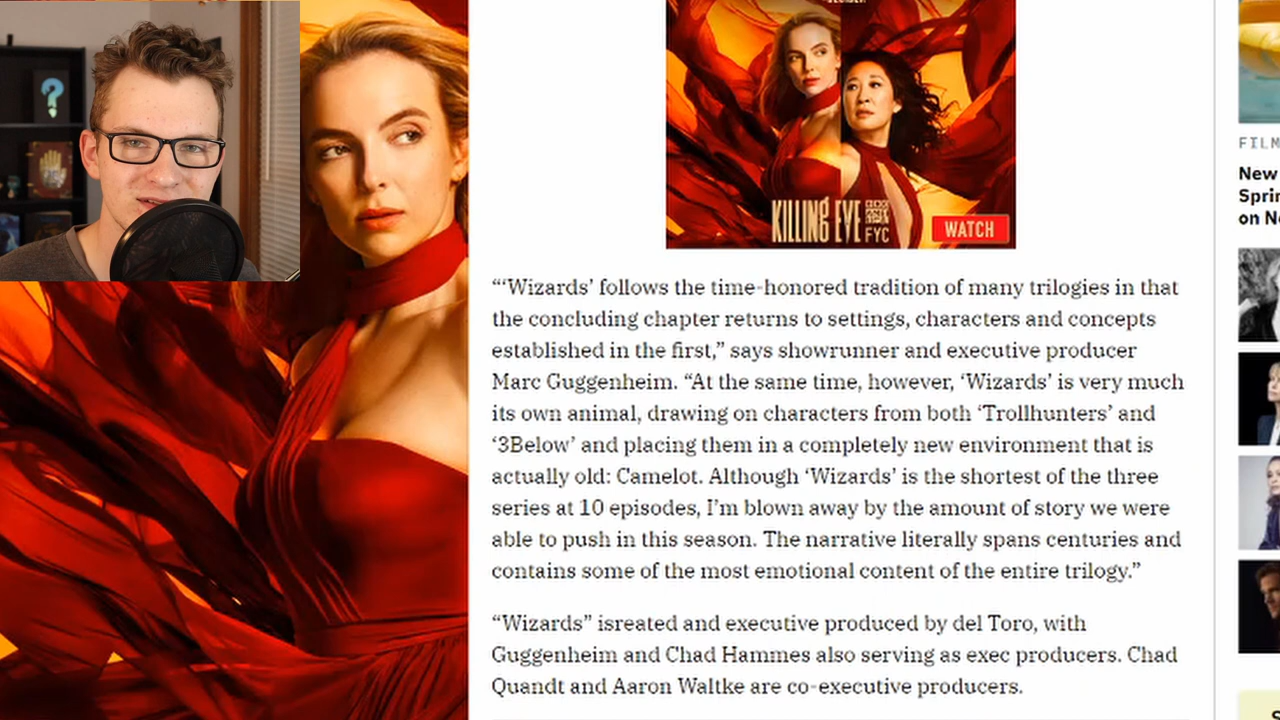 KILLING EVE
FYC
WATCH
“‘Wizards’ follows the time-honored tradition of many trilogies in that
the concluding chapter returns to settings, characters and concepts
established in the first,” says showrunner and executive producer
Marc Guggenheim. “At the same time, however, ‘Wizards’ is very much
its own animal, drawing on characters from both ‘Trollhunters’ and
‘3Below’ and placing them in a completely new environment that is
actually old: Camelot. Although ‘Wizards’ is the shortest of the three
series at 10 episodes, I’m blown away by the amount of story we were
able to push in this season. The narrative literally spans centuries and
contains some of the most emotional content of the entire trilogy.”
“Wizards” isreated and executive produced by del Toro, with
Guggenheim and Chad Hammes also serving as exec producers. Chad
Quandt and Aaron Waltke are co-executive producers.
FILM
New
on N
?